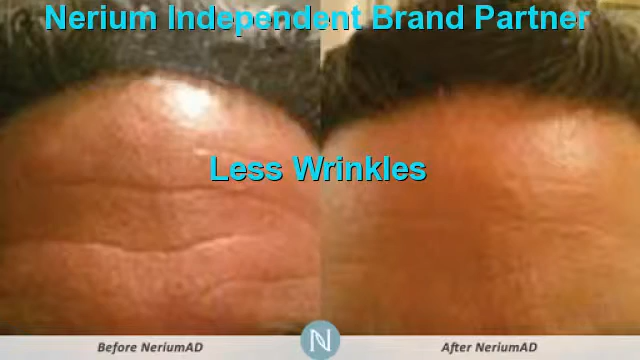 Nerium Independent Brand Partner
Less Wrinkles
Before NeriumAD
N
After NeriumAD